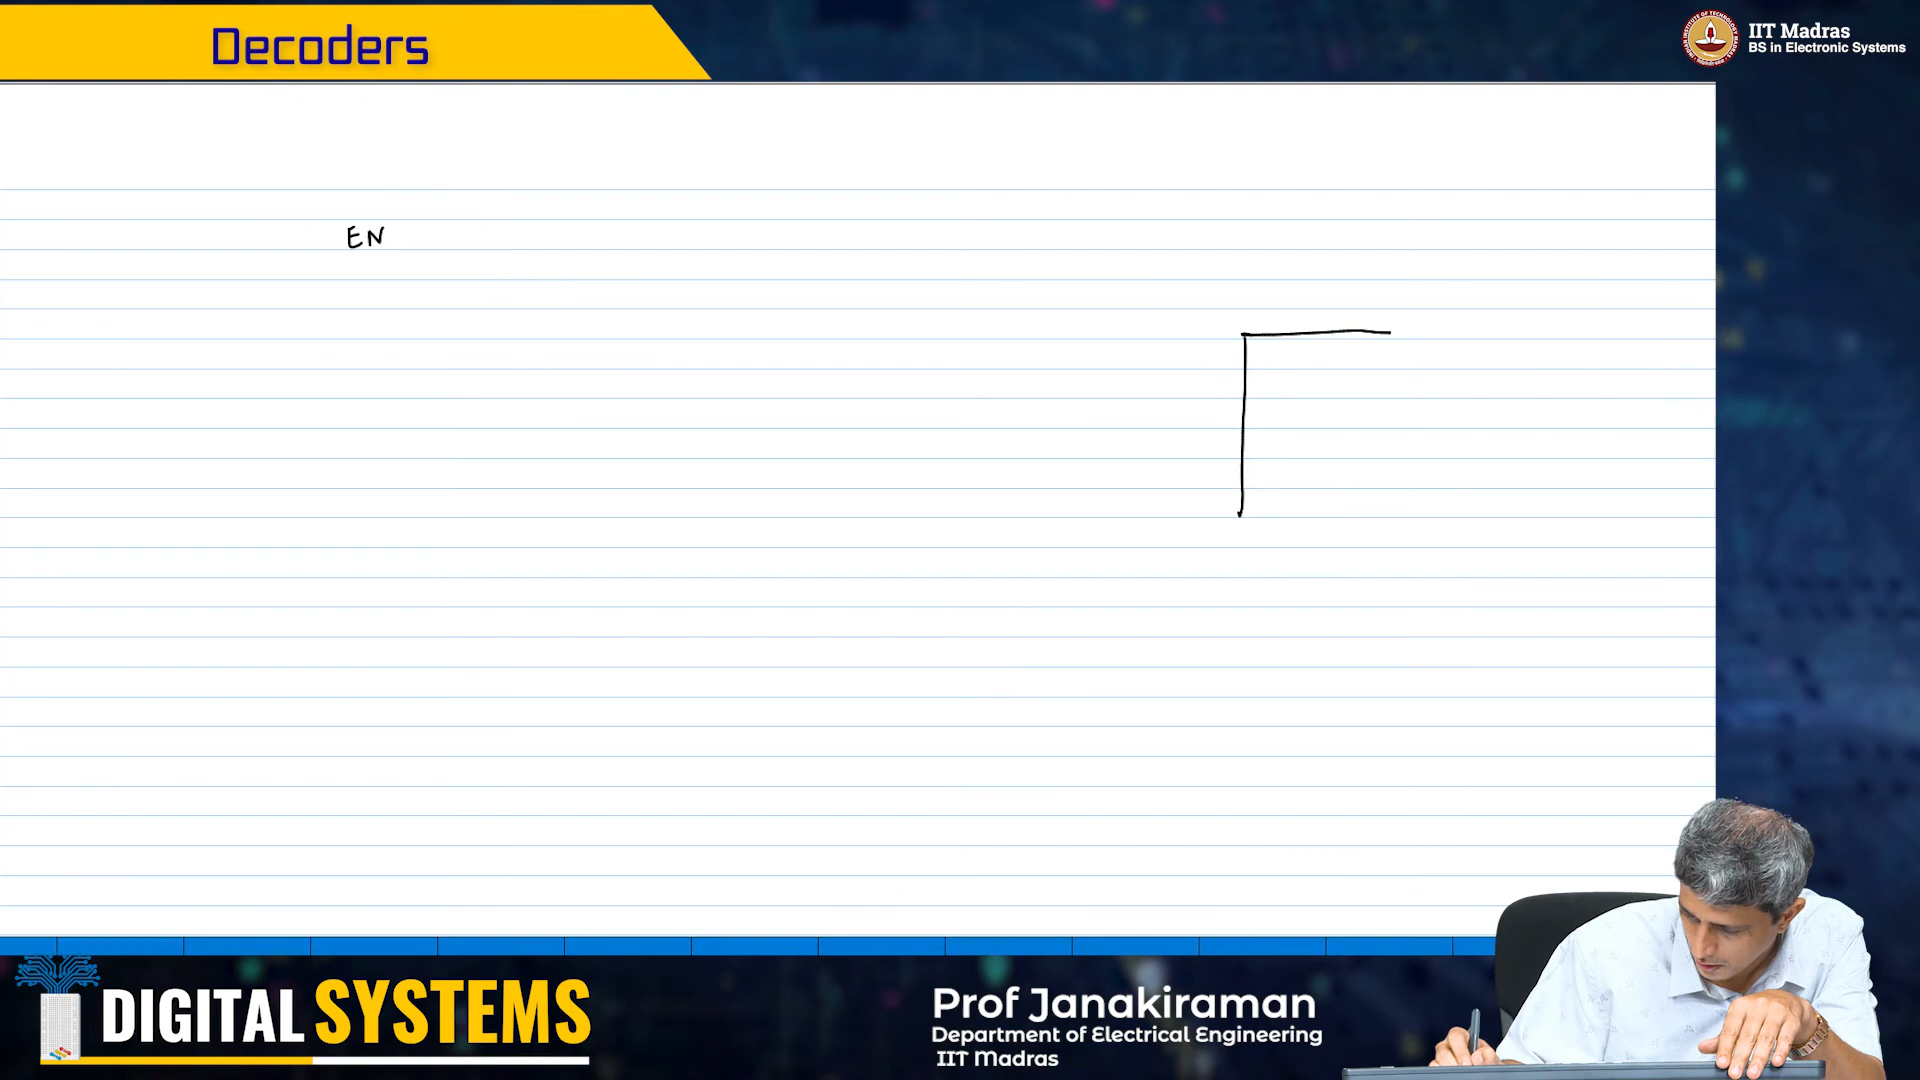 Decoders
IIT Madras
BS in Electronic Systems
EN
DIGITAL SYSTEMS
Prof Janakiraman
Department of Electrical Engineering
IIT Madras